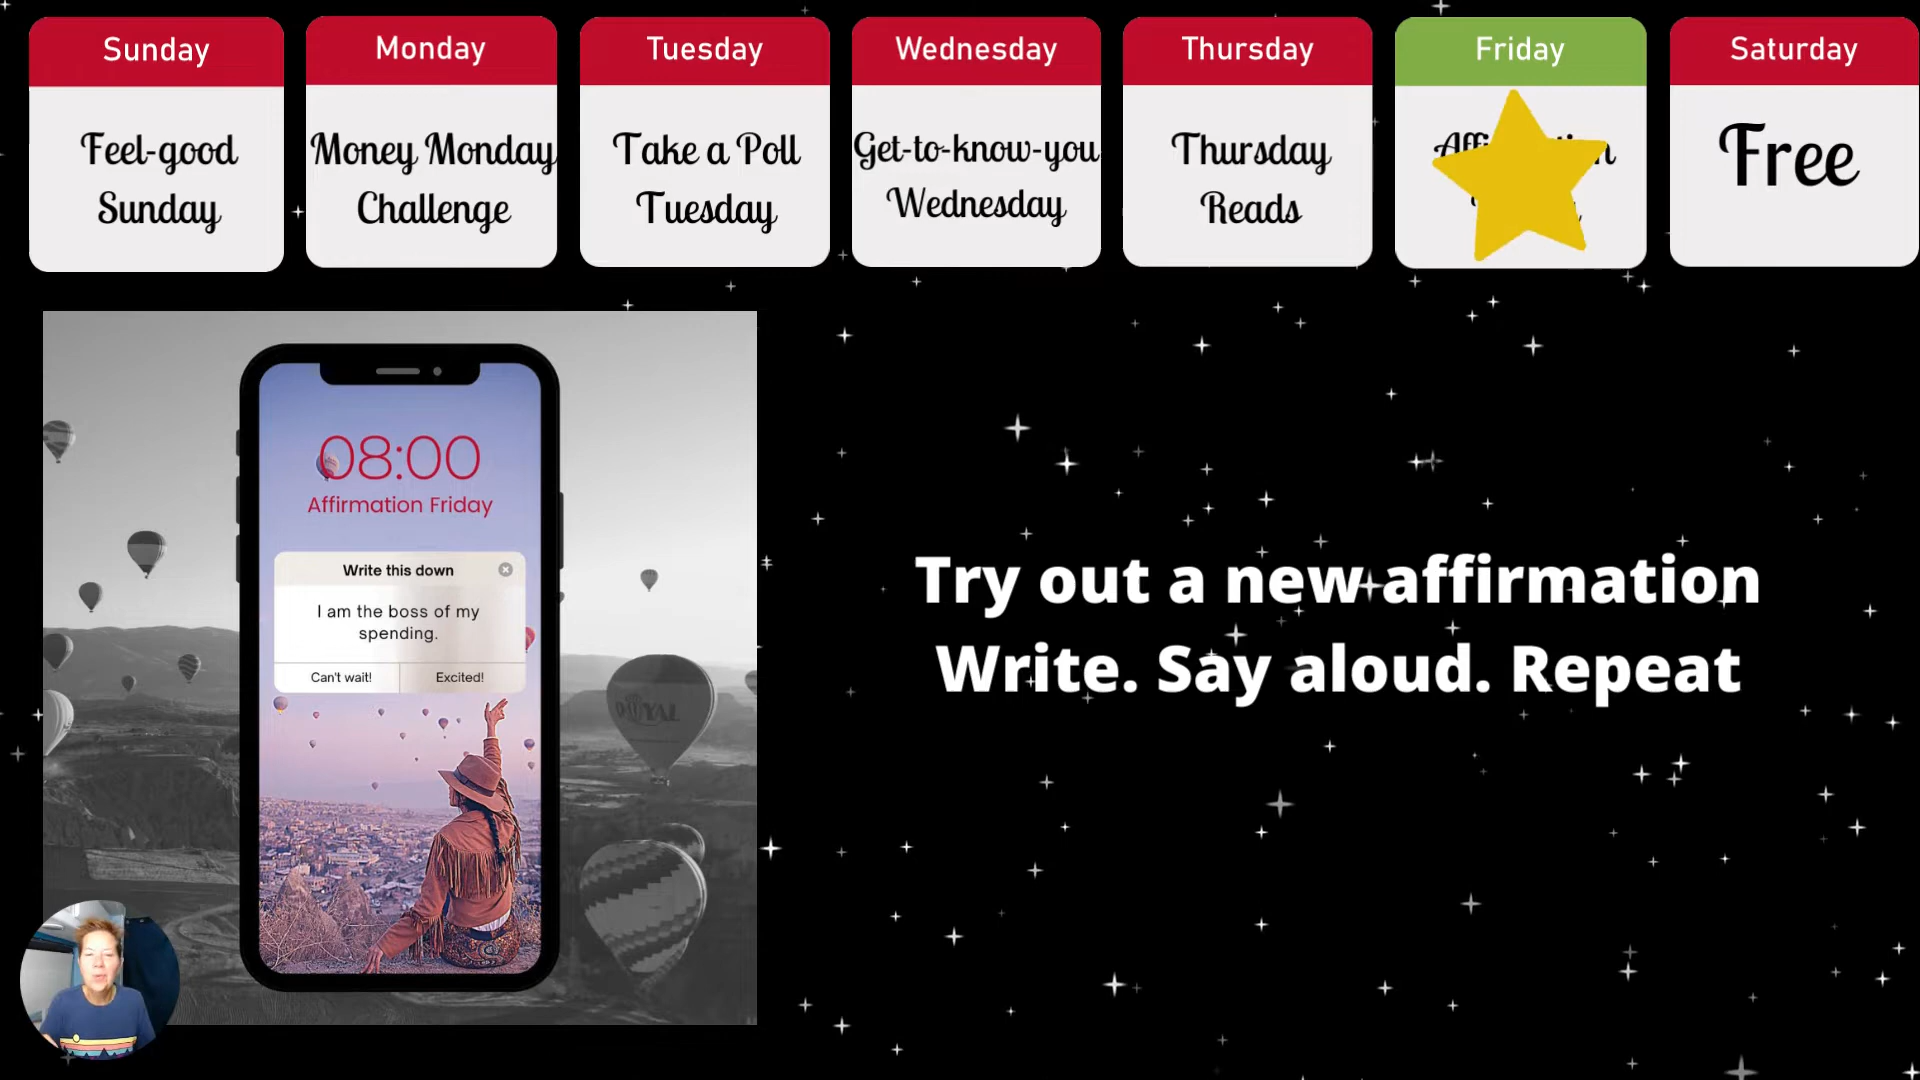 Sunday
Monday
Tuesday
Wednesday
Thursday
Friday
Saturday
Feel-good
Sunday
Money Monday
Challenge
Take a Poll
Tuesday
Get-to-know-you
Wednesday
Thursday
Reads
Free
08:00
Affirmation Friday
Write this down
I am the boss of my
spending.
Can't wait!
Excited!
Try out a new affirmation
Write. Say aloud. Repeat